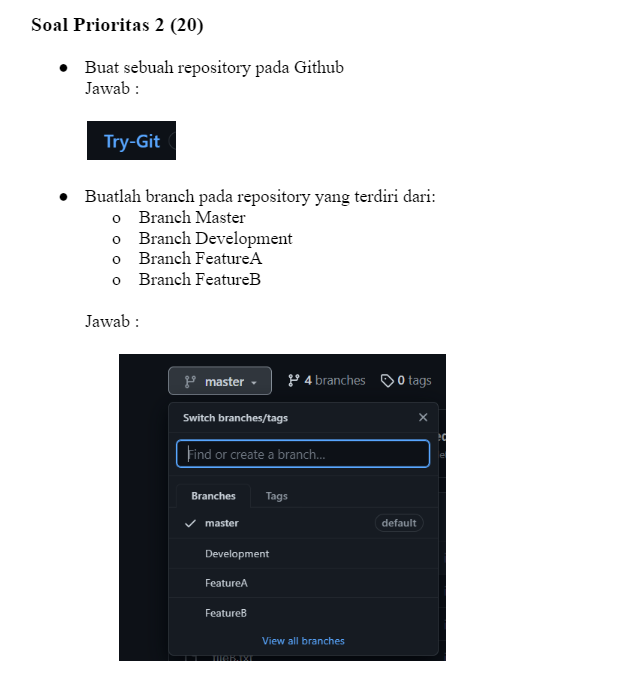 Soal Prioritas 2 (20)
● Buat sebuah repository pada Github
Jawab :
Try-Git
● Buatlah branch pada repository yang terdiri dari:
o Branch Master
o Branch Development
o Branch FeatureA
o Branch FeatureB
Jawab :
master 4 branches 0 tags
Switch branches/tags
Find or create a branch...
Branches Tags
master default
Development
FeatureA
FeatureB
View all branches